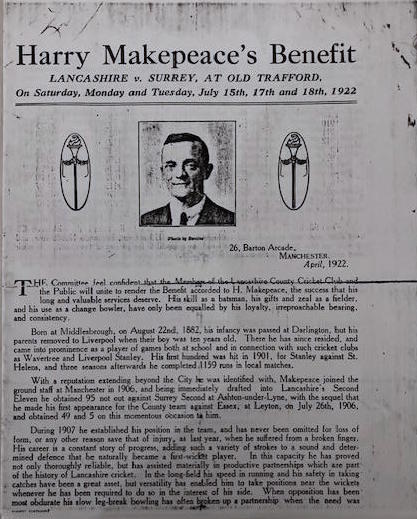 Harry Makepeace's Benefit
LANCASHIRE v. SURREY, AT OLD TRAFFORD,
On Saturday, Monday and Tuesday, July 15th, 17th and 18th, 1922
Photo by
26, Barton Arcade,
MANCHESTER.
April, 1922.
THE Committee feel confident that the Members of the Lancashire County Cricket Club and
the Public will unite to render the Benefit accorded to H. Makepeace, the success that his
long and valuable services deserve. His skill as a batsman, his gifts and zeal as a fielder,
and his use as a change bowler, have only been equalled by his loyalty, irreproachable bearing,
and consistency.
Born at Middlesbrough, on August 22nd, 1882, his infancy was passed at Darlington, but his
parents removed to Liverpool when their boy was ten years old. There he has since resided, and
came into prominence as a player of games both at school and in connection with such cricket clubs
as Wavertree and Liverpool Stanley. His first hundred was hit in 1901, for Stanley against St.
Helens, and three seasons afterwards he completed 1159 runs in local matches.
With a reputation extending beyond the City he was identified with, Makepeace joined the
ground staff at Manchester in 1906, and being immediately drafted into Lancashire's Second
Eleven he obtained 95 not out against Surrey Second at Ashton-under-Lyne, with the sequel that
he made his first appearance for the County team against Essex, at Leyton, on July 26th, 1906,
and obtained 49 and 5 on this momentous occasion to him.
During 1907 he established his position in the team, and has never been omitted for loss of
form, or any other reason save that of injury, as last year, when he suffered from a broken finger.
His career is a constant story of progress, adding such a variety of strokes to a sound and deter-
mined defence that he naturally became a first-wicket player. In this capacity he has proved
not only thoroughly reliable, but has assisted materially in productive partnerships which are part
of the history of Lancashire cricket. In the long-field his speed in running and his safety in taking
catches have been a great asset, but versatility has enabled him to take positions near the wickets
whenever he has been required to do so in the interest of his side. When opposition has been
most obdurate his slow leg-break bowling has often broken up a partnership when the need was